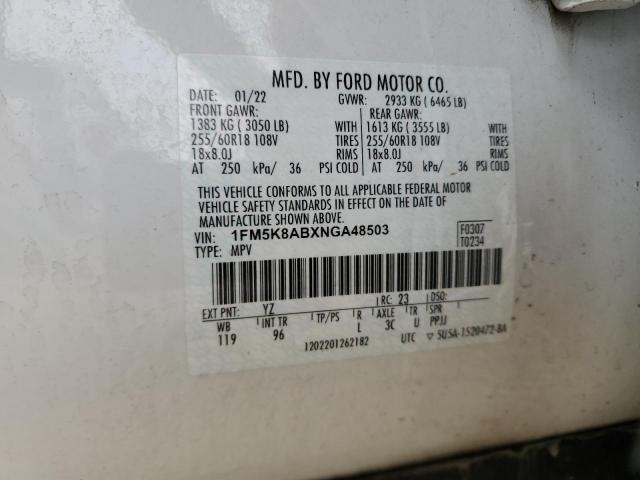 MFD. BY FORD MOTOR CO.
DATE: 01/22 GVWR: 2933 KG ( 6465 LB)
FRONT GAWR: REAR GAWR:
1383 KG ( 3050 LB) WITH 1613 KG ( 3555 LB) WITH
255/60R18 108V TIRES 255/60R18 108V TIRES
18x8.0J RIMS 18x8.0J RIMS
AT 250 kPa/ 36 PSI COLD AT 250 kPa/ 36 PSI COLD
THIS VEHICLE CONFORMS TO ALL APPLICABLE FEDERAL MOTOR
VEHICLE SAFETY STANDARDS IN EFFECT ON THE DATE OF
MANUFACTURE SHOWN ABOVE.
VIN: 1FM5K8ABXNGA48503 F0307
TYPE: MPV T0234
EXT PNT: YZ RC: 23 DSO:
WB INT TR TP/PS R AXLE TR SPR
119 96 L 3C U PPJJ
1202201262182 UTC ▽ SU5A-1520472-BA